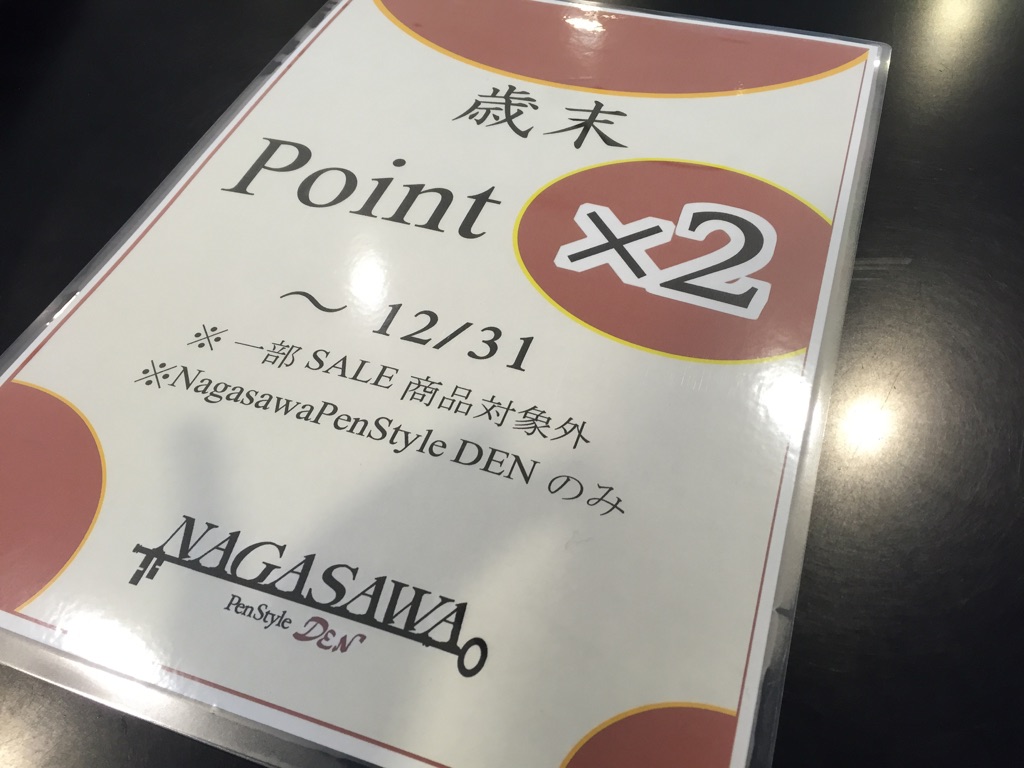 歳末
Point ×2
～ 12/31
※ 一部 SALE 商品対象外
※NagasawaPenStyle DEN のみ
NAGASAWA
PenStyle DEN